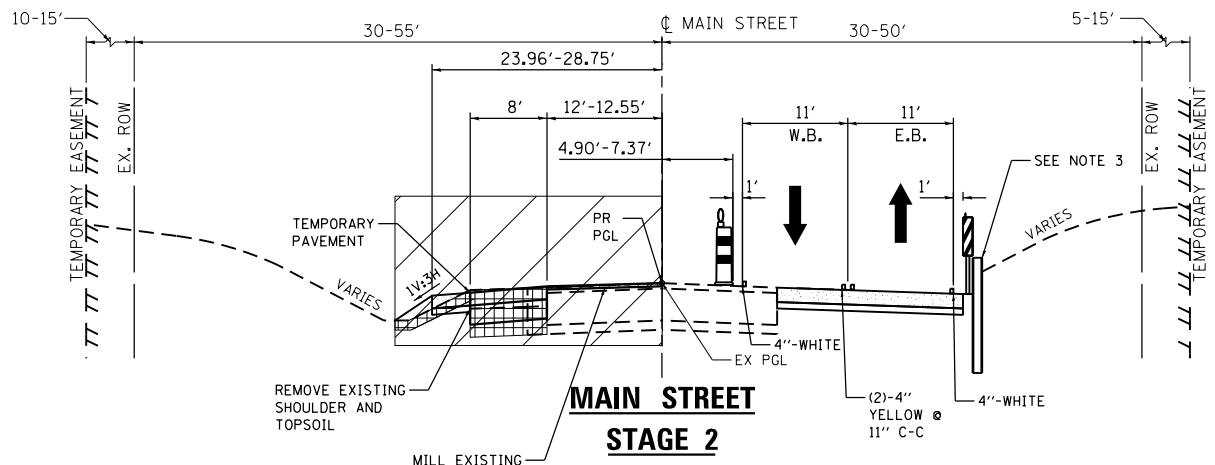 10-15'
30-55'
℄ MAIN STREET
30-50'
5-15'
23.96'-28.75'
8'
12'-12.55'
11'
W.B.
11'
E.B.
4.90'-7.37'
1'
1'
SEE NOTE 3
TEMPORARY EASEMENT
EX. ROW
EX. ROW
TEMPORARY EASEMENT
TEMPORARY
PAVEMENT
PR
PGL
VARIES
1V:3H
VARIES
4"-WHITE
EX PGL
REMOVE EXISTING
SHOULDER AND
TOPSOIL
MAIN STREET
STAGE 2
(2)-4"
YELLOW @
11" C-C
4"-WHITE
MILL EXISTING